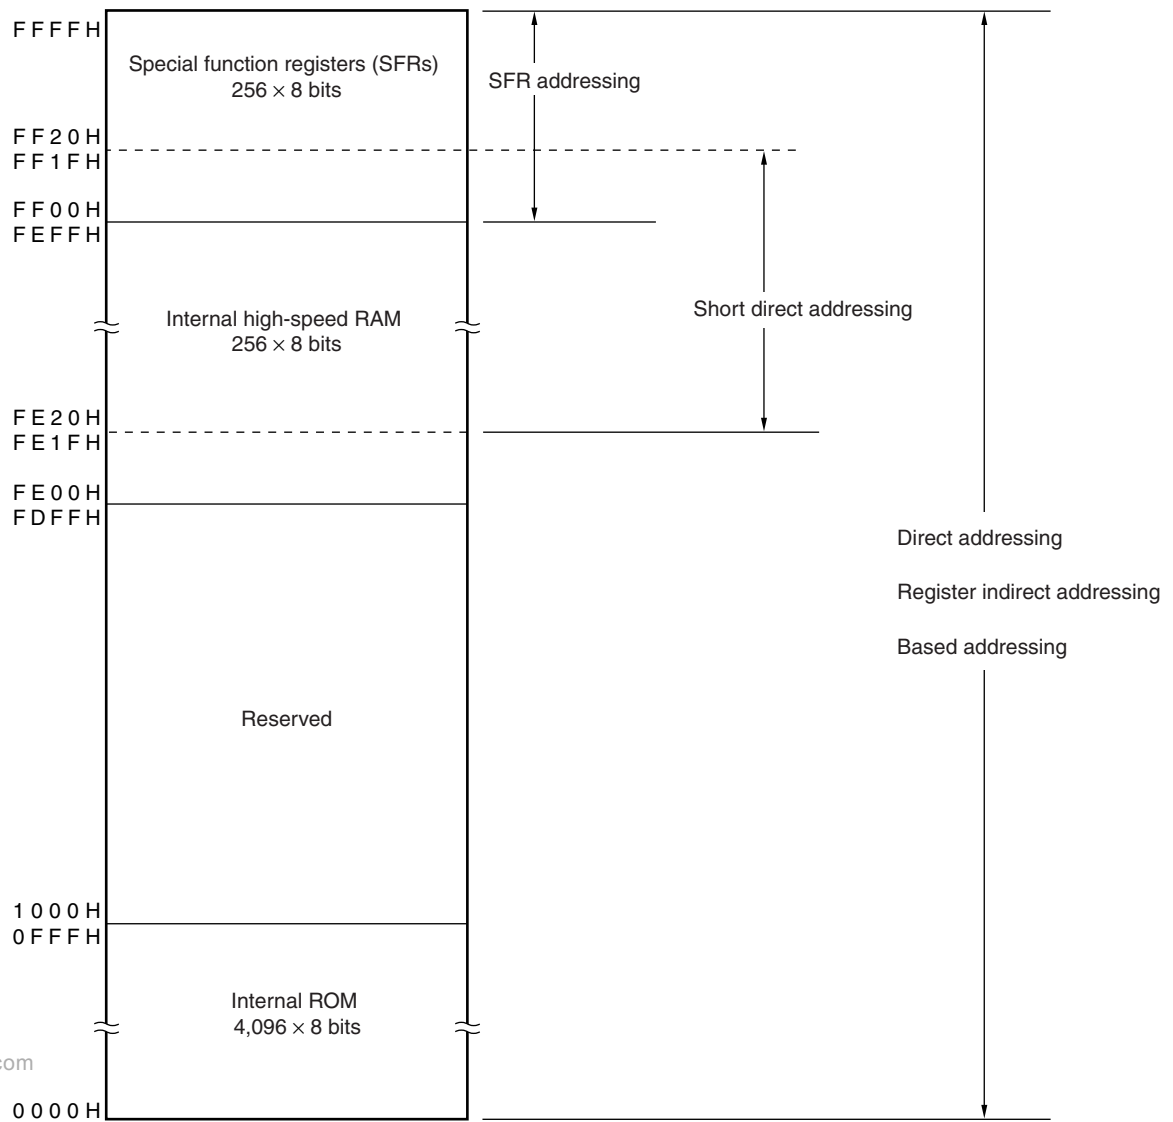 FFFFH
Special function registers (SFRs)
256 × 8 bits
SFR addressing
FF20H
FF1FH
FF00H
FEFFH
Internal high-speed RAM
256 × 8 bits
Short direct addressing
FE20H
FE1FH
FE00H
FDFFH
Direct addressing
Register indirect addressing
Based addressing
Reserved
1000H
0FFFH
Internal ROM
4,096 × 8 bits
com
0000H